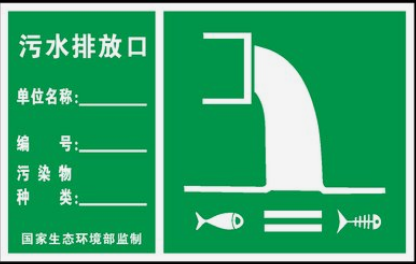 污水排放口
单位名称:
编 号:
污 染 物
种 类:
国家生态环境部监制